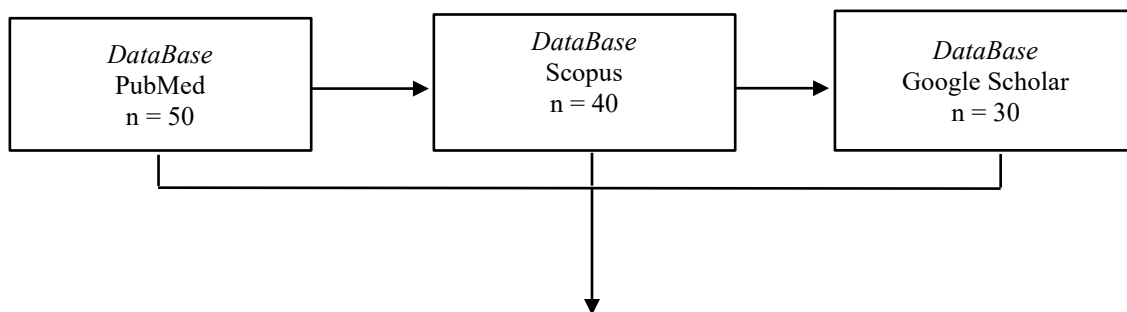 DataBase
PubMed
n = 50
DataBase
Scopus
n = 40
DataBase
Google Scholar
n = 30